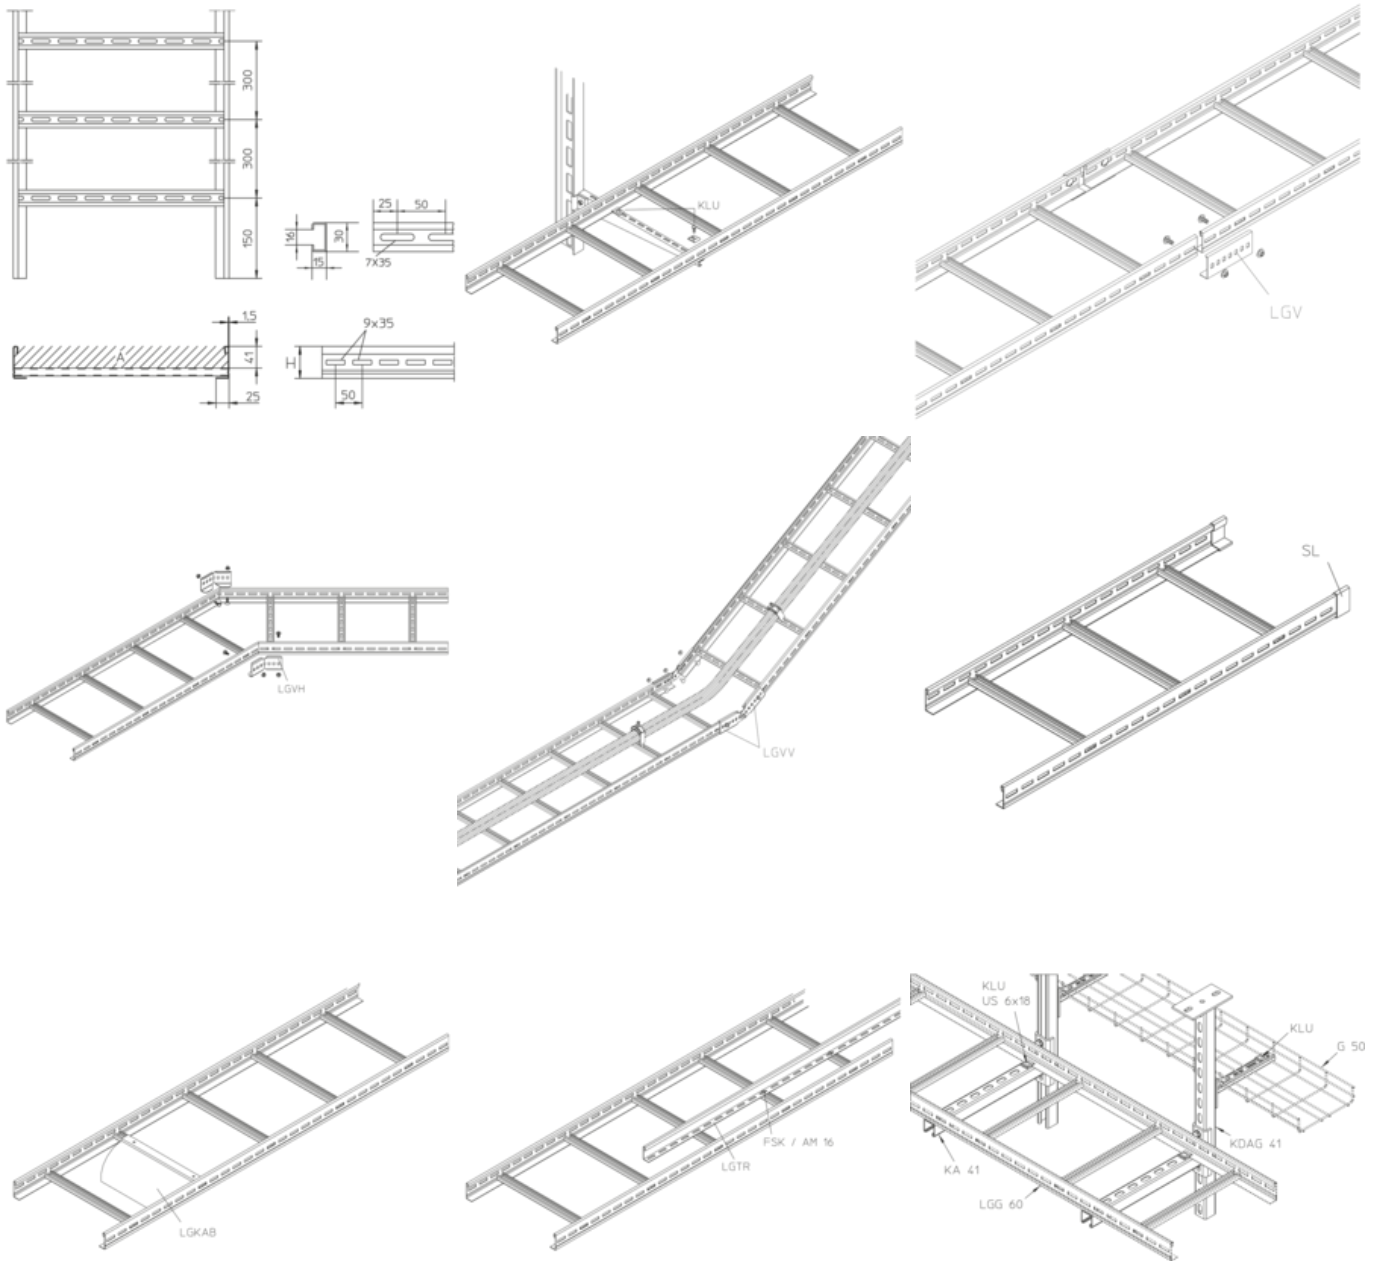 300
300
150
16
30
15
25
50
7X35
1.5
A
41
25
9x35
H
50
KLU
LGV
LGVH
LGVV
SL
LGKAB
FSK / AM 16
LGTR
KLU
US 6x18
KLU
G 50
KDAG 41
KA 41
LGG 60